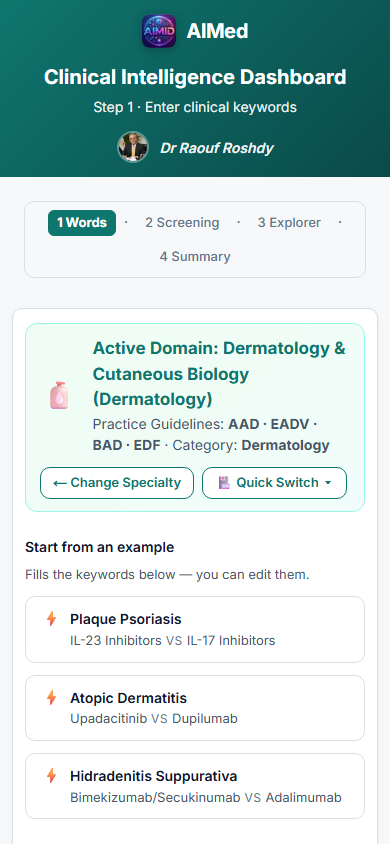 AIMID
AIMed
Clinical Intelligence Dashboard
Step 1 · Enter clinical keywords
Dr Raouf Roshdy
1 Words · 2 Screening · 3 Explorer ·
4 Summary
Active Domain: Dermatology &
Cutaneous Biology
(Dermatology)
Practice Guidelines: AAD · EADV ·
BAD · EDF · Category: Dermatology
← Change Specialty
Quick Switch
Start from an example
Fills the keywords below — you can edit them.
Plaque Psoriasis
IL-23 Inhibitors VS IL-17 Inhibitors
Atopic Dermatitis
Upadacitinib VS Dupilumab
Hidradenitis Suppurativa
Bimekizumab/Secukinumab VS Adalimumab